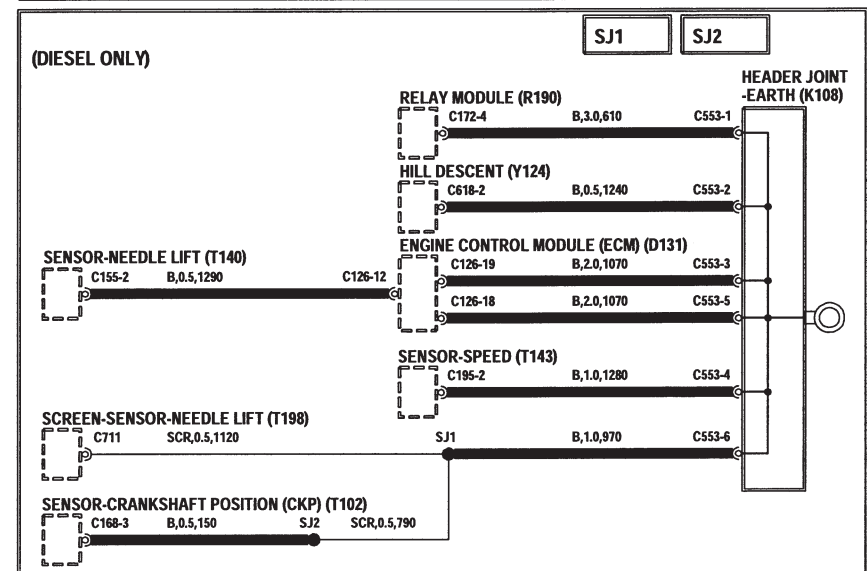 SJ1 SJ2
(DIESEL ONLY)
HEADER JOINT
-EARTH (K108)
RELAY MODULE (R190)
C172-4 B,3.0,610 C553-1
HILL DESCENT (Y124)
C618-2 B,0.5,1240 C553-2
ENGINE CONTROL MODULE (ECM) (D131)
SENSOR-NEEDLE LIFT (T140)
C126-19 B,2.0,1070 C553-3
C155-2 B,0.5,1290 C126-12
C126-18 B,2.0,1070 C553-5
SENSOR-SPEED (T143)
C195-2 B,1.0,1280 C553-4
SCREEN-SENSOR-NEEDLE LIFT (T198)
C711 SCR,0.5,1120 SJ1 B,1.0,970 C553-6
SENSOR-CRANKSHAFT POSITION (CKP) (T102)
C168-3 B,0.5,150 SJ2 SCR,0.5,790